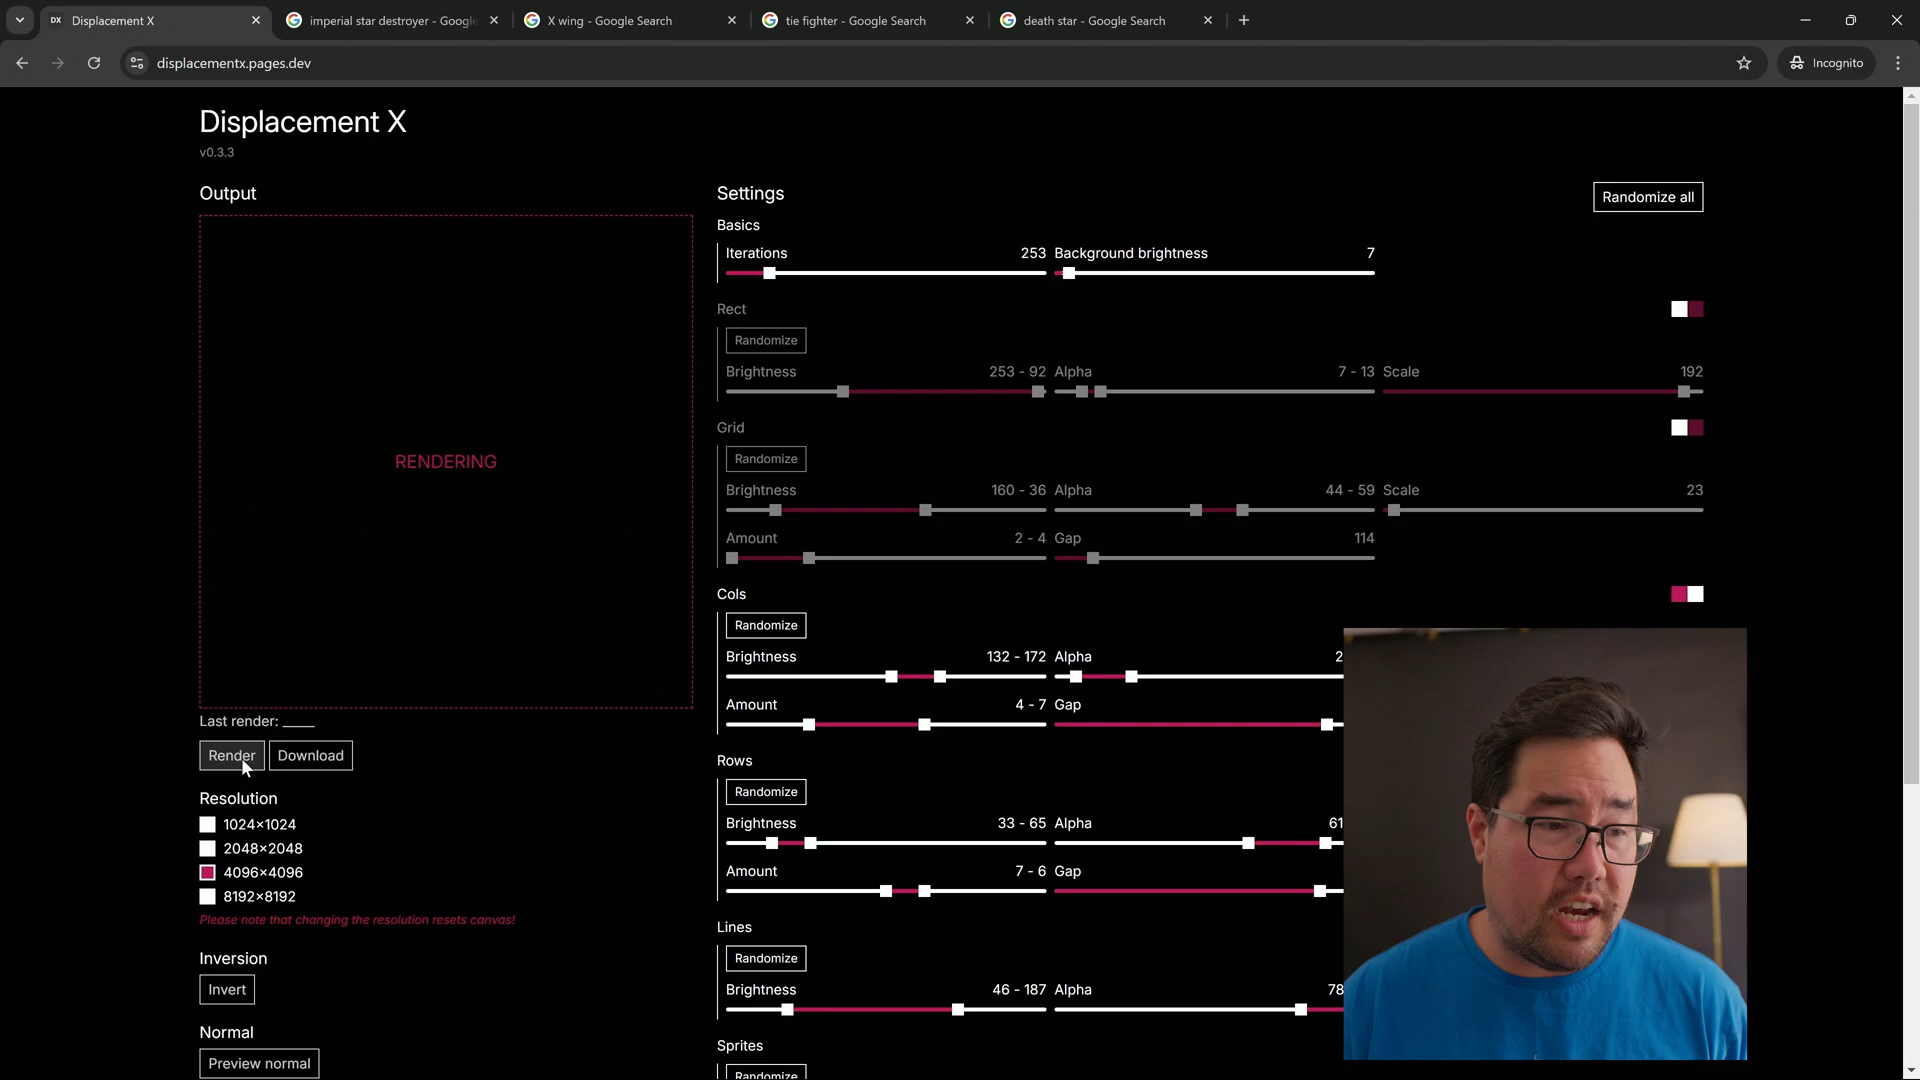 DX Displacement X
imperial star destroyer - Google
X wing - Google Search
tie fighter - Google Search
death star - Google Search
displacementx.pages.dev
Incognito
Displacement X
v0.3.3
Output
Settings
Randomize all
Basics
Iterations 253 Background brightness 7
Rect
Randomize
Brightness 253 - 92 Alpha 7 - 13 Scale 192
Grid
Randomize
Brightness 160 - 36 Alpha 44 - 59 Scale 23
Amount 2 - 4 Gap 114
RENDERING
Cols
Randomize
Brightness 132 - 172 Alpha 2
Amount 4 - 7 Gap
Last render: ____
Render Download
Rows
Randomize
Brightness 33 - 65 Alpha 61
Amount 7 - 6 Gap
Resolution
1024×1024
2048×2048
4096×4096
8192×8192
Please note that changing the resolution resets canvas!
Lines
Randomize
Brightness 46 - 187 Alpha 78
Inversion
Invert
Normal
Preview normal
Sprites
Randomize